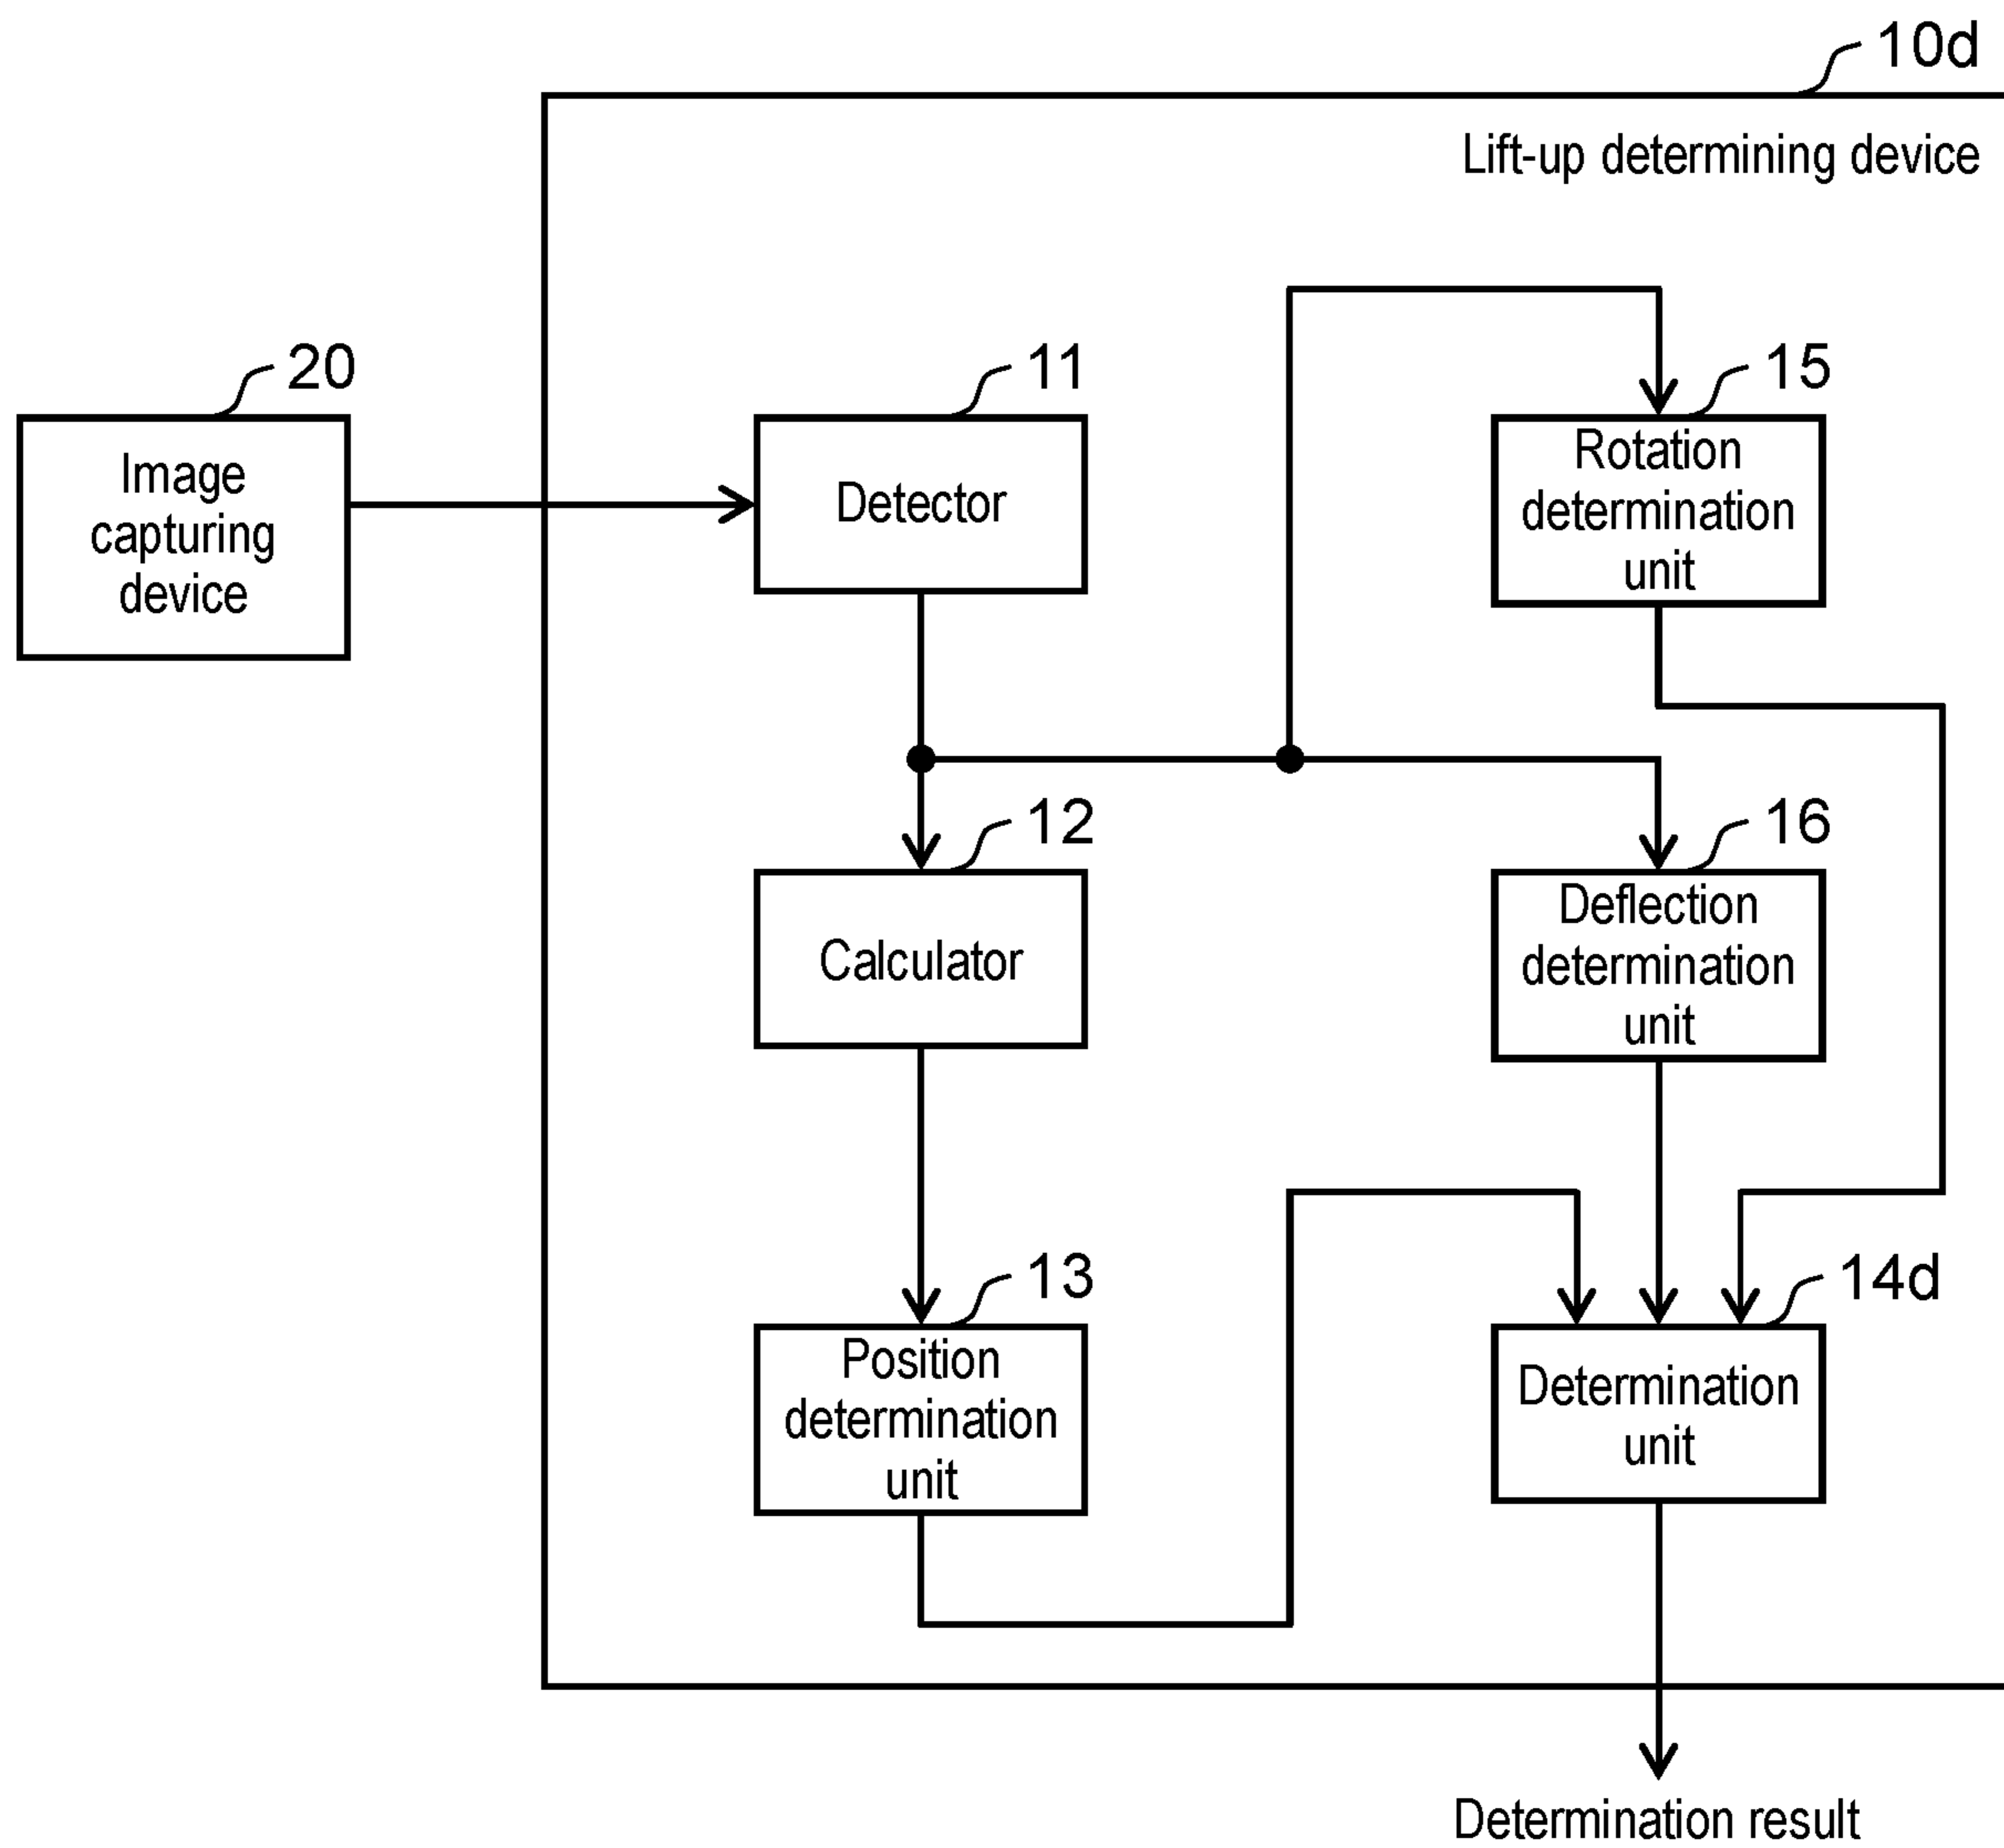 10d
Lift-up determining device
20
Image
capturing
device
11
Detector
15
Rotation
determination
unit
12
Calculator
16
Deflection
determination
unit
13
Position
determination
unit
14d
Determination
unit
Determination result